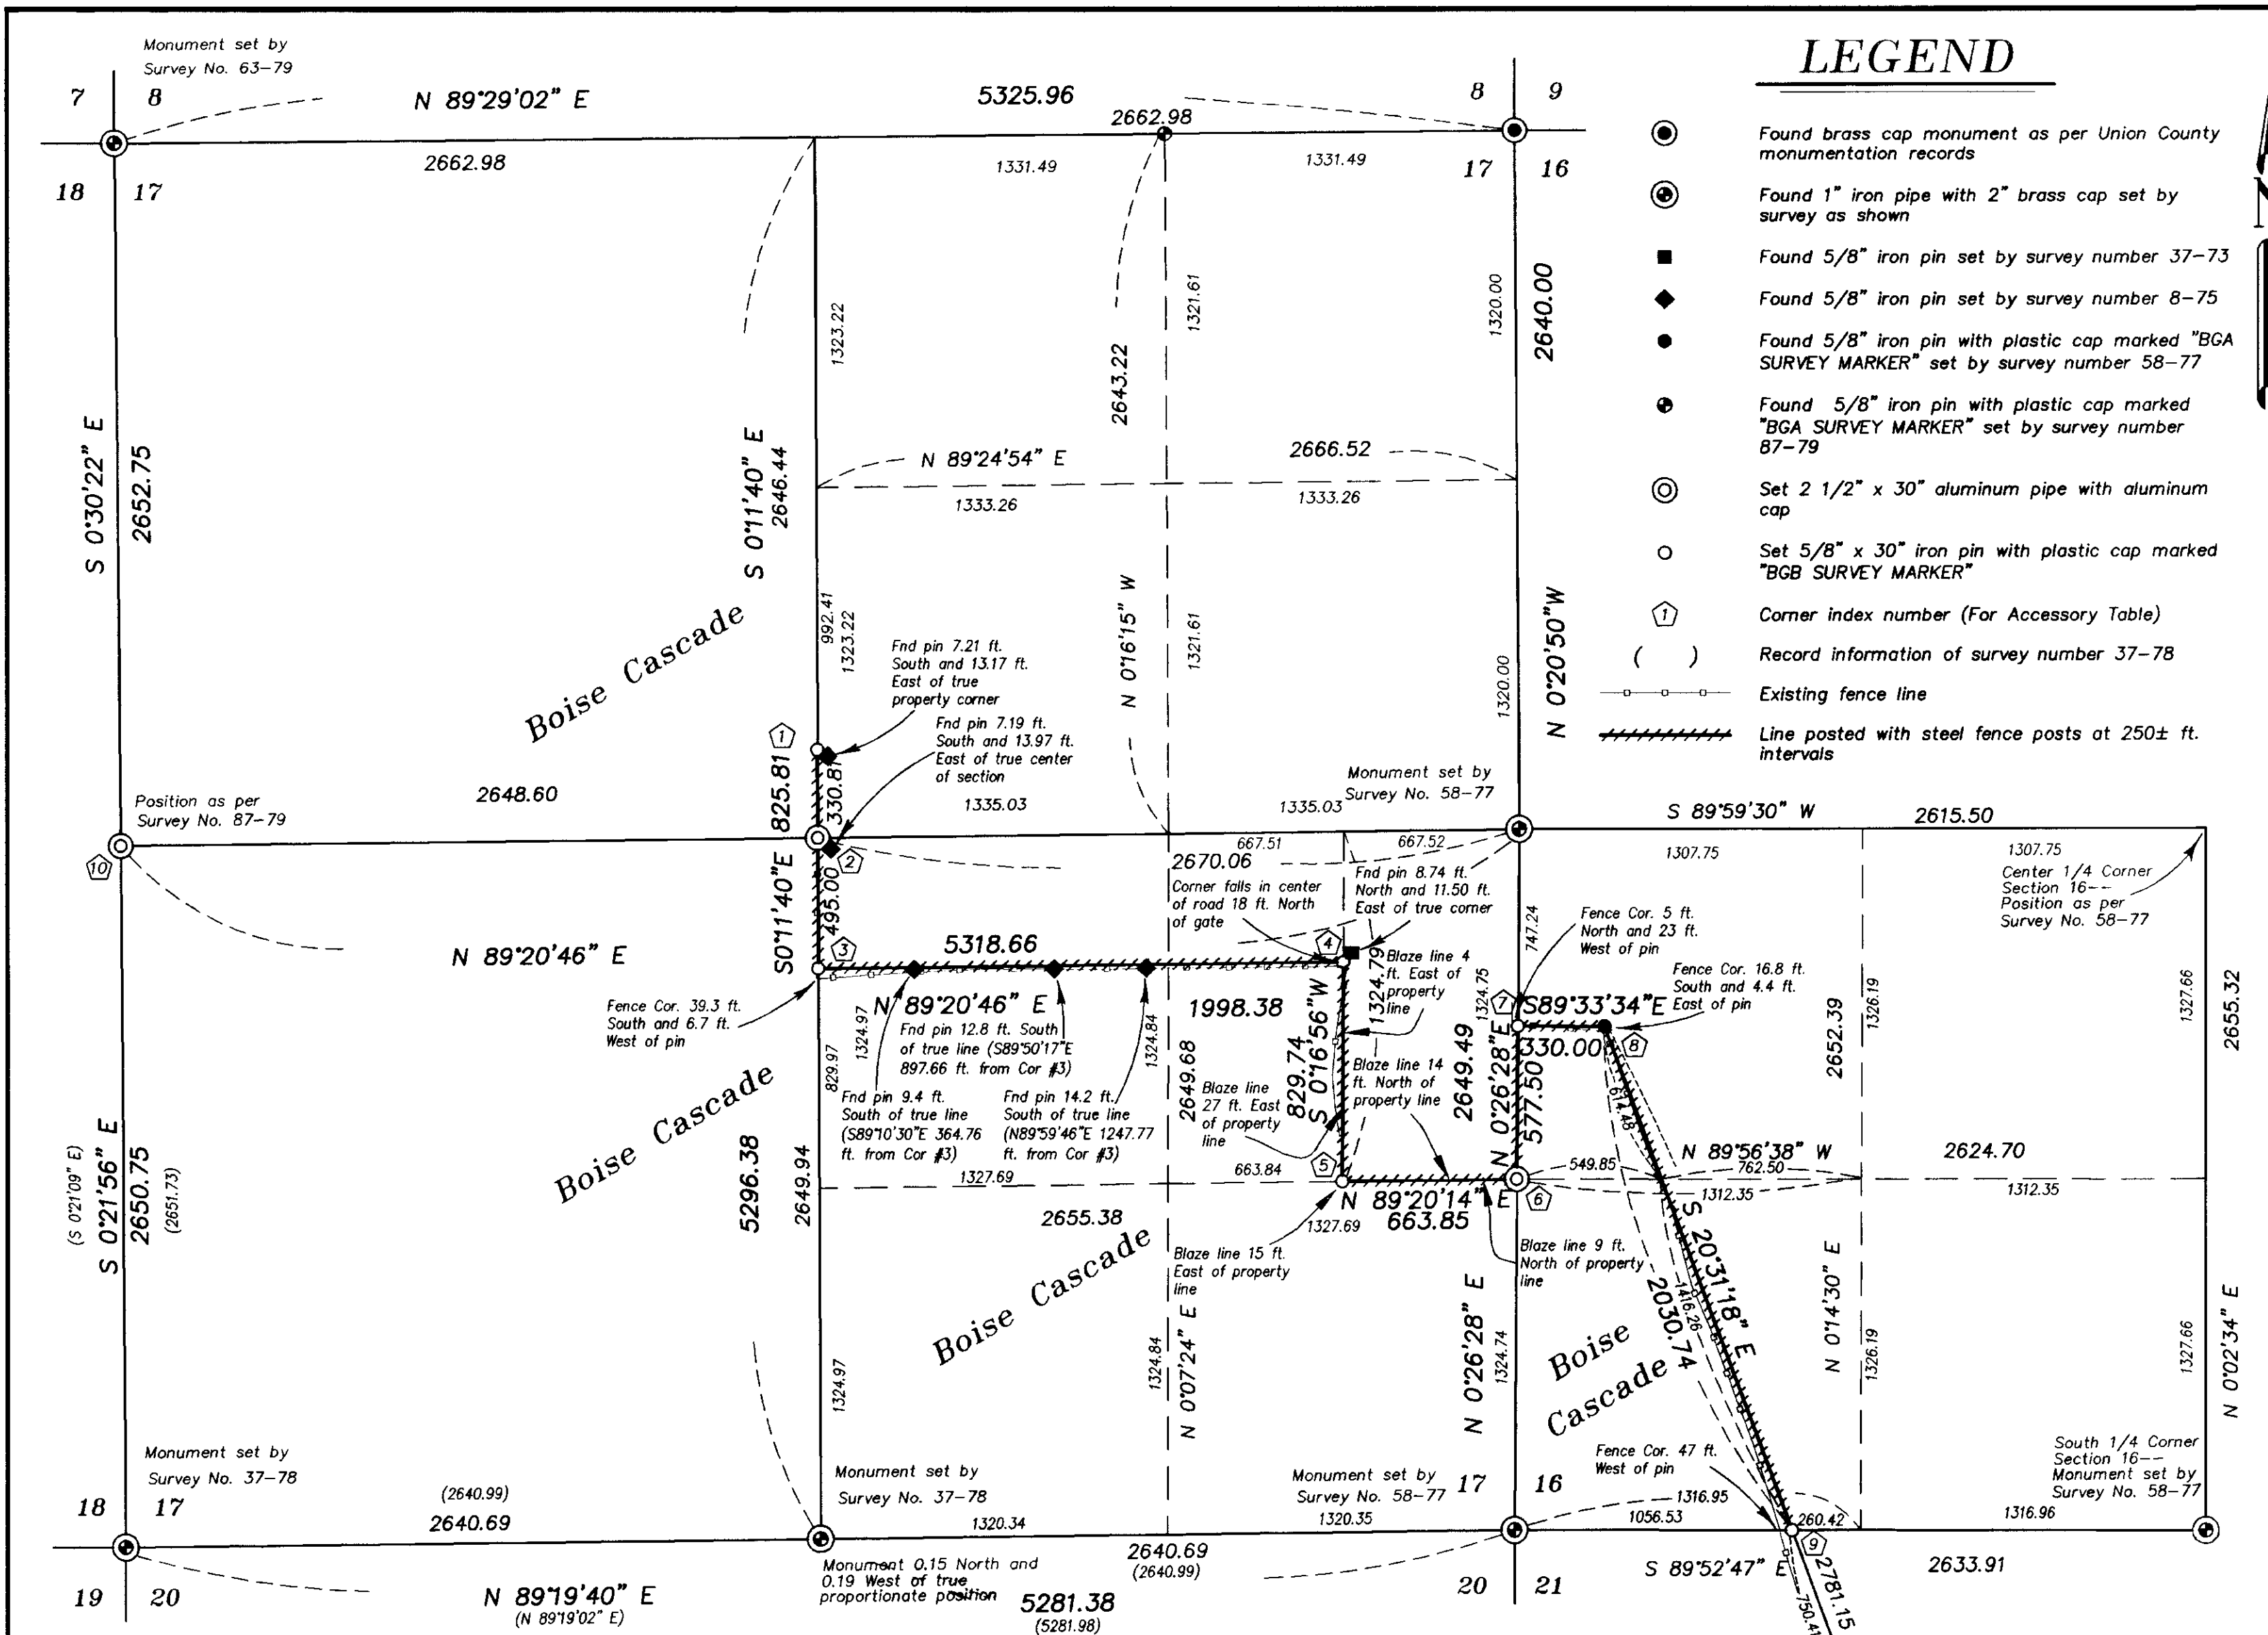 Monument set by
Survey No. 63-79
7
8
N 89°29'02" E
5325.96
2662.98
8
9
2662.98
1331.49
1331.49
18
17
17
16
LEGEND
Found brass cap monument as per Union County
monumentation records
Found 1" iron pipe with 2" brass cap set by
survey as shown
Found 5/8" iron pin set by survey number 37-73
Found 5/8" iron pin set by survey number 8-75
Found 5/8" iron pin with plastic cap marked "BGA
SURVEY MARKER" set by survey number 58-77
Found 5/8" iron pin with plastic cap marked
"BGA SURVEY MARKER" set by survey number
87-79
Set 2 1/2" x 30" aluminum pipe with aluminum
cap
Set 5/8" x 30" iron pin with plastic cap marked
"BGB SURVEY MARKER"
1
Corner index number (For Accessory Table)
( )
Record information of survey number 37-78
Existing fence line
Line posted with steel fence posts at 250± ft.
intervals
N
S 0°30'22" E
2652.75
S 0°11'40" E
2646.44
1323.22
992.41
1323.22
2643.22
1321.61
1321.61
N 0°16'15" W
1320.00
1320.00
2640.00
N 0°20'50"W
N 89°24'54" E
2666.52
1333.26
1333.26
Boise Cascade
Fnd pin 7.21 ft.
South and 13.17 ft.
East of true
property corner
Fnd pin 7.19 ft.
South and 13.97 ft.
East of true center
of section
1
825.81
330.81
Position as per
Survey No. 87-79
2648.60
1335.03
1335.03
Monument set by
Survey No. 58-77
S 89°59'30" W
2615.50
10
2
667.51
667.52
2670.06
1307.75
1307.75
Center 1/4 Corner
Section 16--
Position as per
Survey No. 58-77
S0°11'40"E
495.00
Corner falls in center
of road 18 ft. North
of gate
Fnd pin 8.74 ft.
North and 11.50 ft.
East of true corner
747.24
Fence Cor. 5 ft.
North and 23 ft.
West of pin
N 89°20'46" E
3
5318.66
4
Blaze line 4
ft. East of
property
line
1324.79
1324.75
Fence Cor. 16.8 ft.
South and 4.4 ft.
East of pin
Fence Cor. 39.3 ft.
South and 6.7 ft.
West of pin
N 89°20'46" E
1998.38
7
S89°33'34"E
330.00
8
Fnd pin 12.8 ft. South
of true line (S89°50'17"E
897.66 ft. from Cor #3)
Fnd pin 9.4 ft.
South of true line
(S89°10'30"E 364.76
ft. from Cor #3)
Fnd pin 14.2 ft.
South of true line
(N89°59'46"E 1247.77
ft. from Cor #3)
829.97
1324.97
1324.84
2649.68
829.74
S 0°16'56"W
Blaze line
27 ft. East
of property
line
Blaze line 14
ft. North of
property line
2649.49
N 0°26'28"E
577.50
614.48
2652.39
1326.19
1327.66
2655.32
Boise Cascade
S 0°21'56" E
(S 0°21'09" E)
2650.75
(2651.73)
5296.38
2649.94
1327.69
663.84
5
N 89°20'14" E
663.85
1327.69
6
549.85
N 89°56'38" W
762.50
2624.70
1312.35
1312.35
2655.38
Boise Cascade
Blaze line 15 ft.
East of property
line
Blaze line 9 ft.
North of property
line
1324.97
1324.84
N 0°07'24" E
N 0°26'28" E
1324.74
Boise
Cascade
S 20°31'18" E
2030.74
1416.26
N 0°14'30" E
1326.19
1327.66
N 0°02'34" E
Monument set by
Survey No. 37-78
Monument set by
Survey No. 37-78
Monument set by
Survey No. 58-77
Fence Cor. 47 ft.
West of pin
South 1/4 Corner
Section 16--
Monument set by
Survey No. 58-77
18
17
(2640.99)
2640.69
1320.34
1320.35
17
16
1316.95
1056.53
260.42
1316.96
9
19
20
N 89°19'40" E
(N 89°19'02" E)
Monument 0.15 North and
0.19 West of true
proportionate position
2640.69
(2640.99)
5281.38
(5281.98)
20
21
S 89°52'47" E
2633.91
2781.15